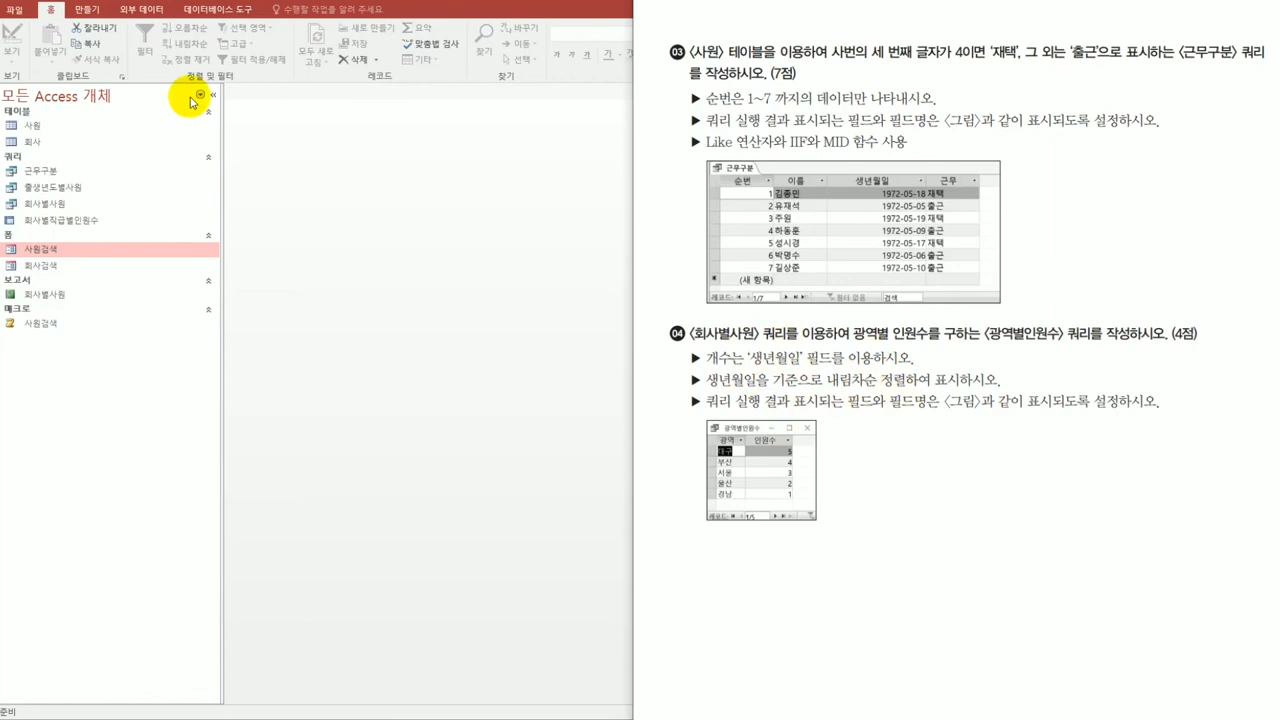 파일 홈 만들기 외부 데이터 데이터베이스 도구 수행할 작업을 알려 주세요.
보기
보기
붙여넣기
잘라내기
복사
서식 복사
클립보드
필터
오름차순
내림차순
정렬 제거
선택 영역
고급
필터 적용/해제
정렬 및 필터
모두 새로
고침
새로 만들기
저장
삭제
요약
맞춤법 검사
기타
레코드
찾기
바꾸기
이동
선택
찾기
가 가 가
모든 Access 개체
테이블
사원
회사
쿼리
근무구분
출생년도별사원
회사별사원
회사별직급별인원수
폼
사원검색
회사검색
보고서
회사별사원
매크로
사원검색
준비
03 〈사원〉 테이블을 이용하여 사번의 세 번째 글자가 4이면 '재택', 그 외는 '출근'으로 표시하는 〈근무구분〉 쿼리
를 작성하시오. (7점)
▶ 순번은 1~7 까지의 데이터만 나타내시오.
▶ 쿼리 실행 결과 표시되는 필드와 필드명은 〈그림〉과 같이 표시되도록 설정하시오.
▶ Like 연산자와 IIF와 MID 함수 사용
근무구분
순번 이름 생년월일 근무
1 김종민 1972-05-18 재택
2 유재석 1972-05-05 출근
3 주원 1972-05-19 재택
4 하동훈 1972-05-09 출근
5 성시경 1972-05-17 재택
6 박명수 1972-05-06 출근
7 길상준 1972-05-10 출근
* (새 항목)
레코드: 1/7 필터 없음 검색
04 〈회사별사원〉 쿼리를 이용하여 광역별 인원수를 구하는 〈광역별인원수〉 쿼리를 작성하시오. (4점)
▶ 개수는 '생년월일' 필드를 이용하시오.
▶ 생년월일을 기준으로 내림차순 정렬하여 표시하시오.
▶ 쿼리 실행 결과 표시되는 필드와 필드명은 〈그림〉과 같이 표시되도록 설정하시오.
광역별인원수
광역 인원수
대구 5
부산 4
서울 3
울산 2
경남 1
레코드: 1/5